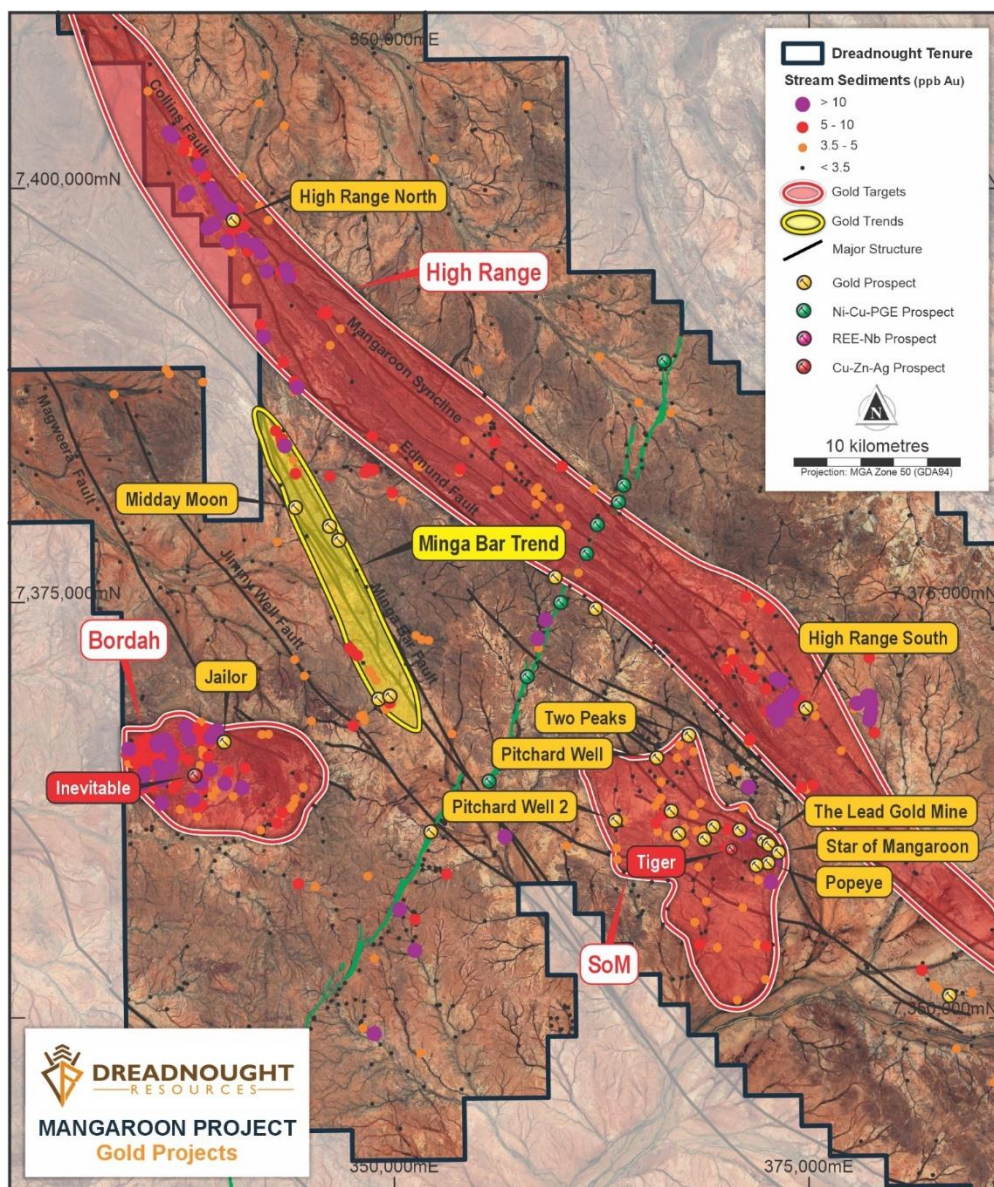 350,000mE
Dreadnought Tenure
Stream Sediments (ppb Au)
> 10
5 - 10
3.5 - 5
< 3.5
Gold Targets
Gold Trends
Major Structure
Gold Prospect
Ni-Cu-PGE Prospect
REE-Nb Prospect
Cu-Zn-Ag Prospect
N
10 kilometres
Projection: MGA Zone 50 (GDA94)
Collins Fault
7,400,000mN
High Range North
High Range
Mangaroon Syncline
Magweera Fault
Edmund Fault
Midday Moon
Minga Bar Trend
Jimmy Well Fault
Minga Bar Fault
7,375,000mN
7,375,000mN
Bordah
High Range South
Jailor
Two Peaks
Pitchard Well
Inevitable
Pitchard Well 2
The Lead Gold Mine
Star of Mangaroon
Tiger
Popeye
SoM
7,350,000mN
DREADNOUGHT
RESOURCES
MANGAROON PROJECT
Gold Projects
350,000mE
375,000mE